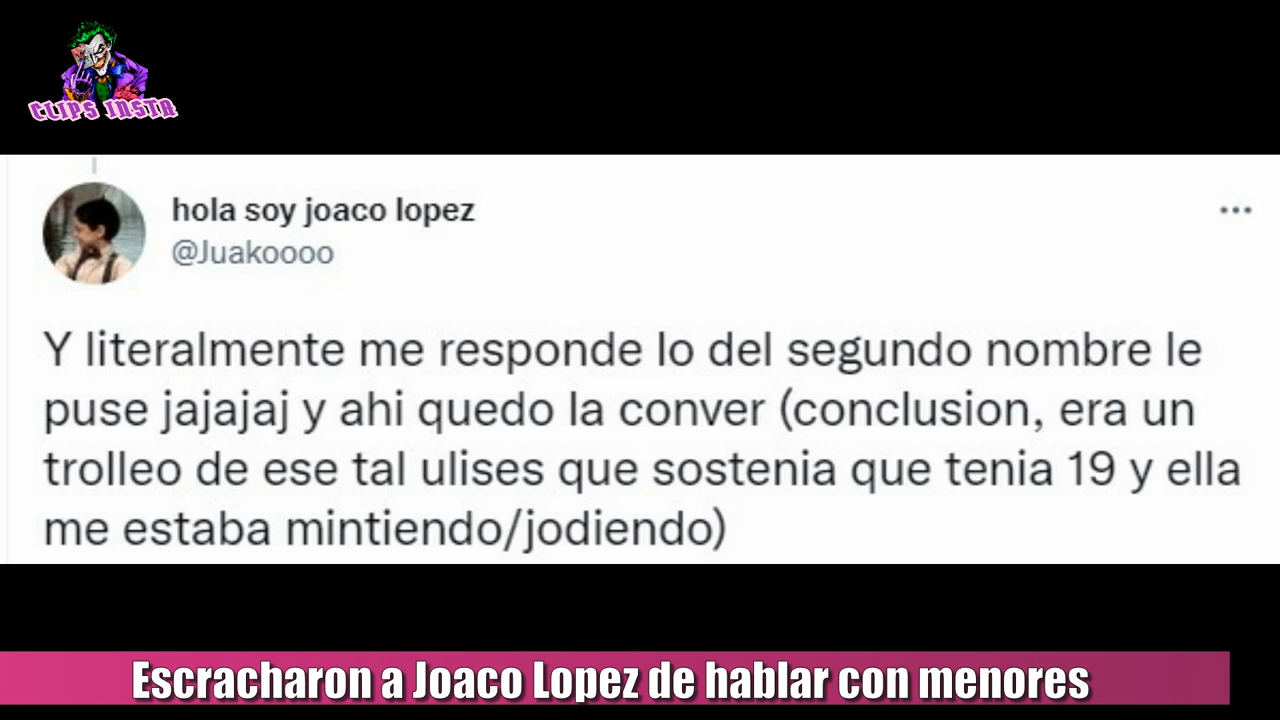 CLIPS INSTA
hola soy joaco lopez
@Juakoooo
Y literalmente me responde lo del segundo nombre le
puse jajajaj y ahi quedo la conver (conclusion, era un
trolleo de ese tal ulises que sostenia que tenia 19 y ella
me estaba mintiendo/jodiendo)
Escracharon a Joaco Lopez de hablar con menores